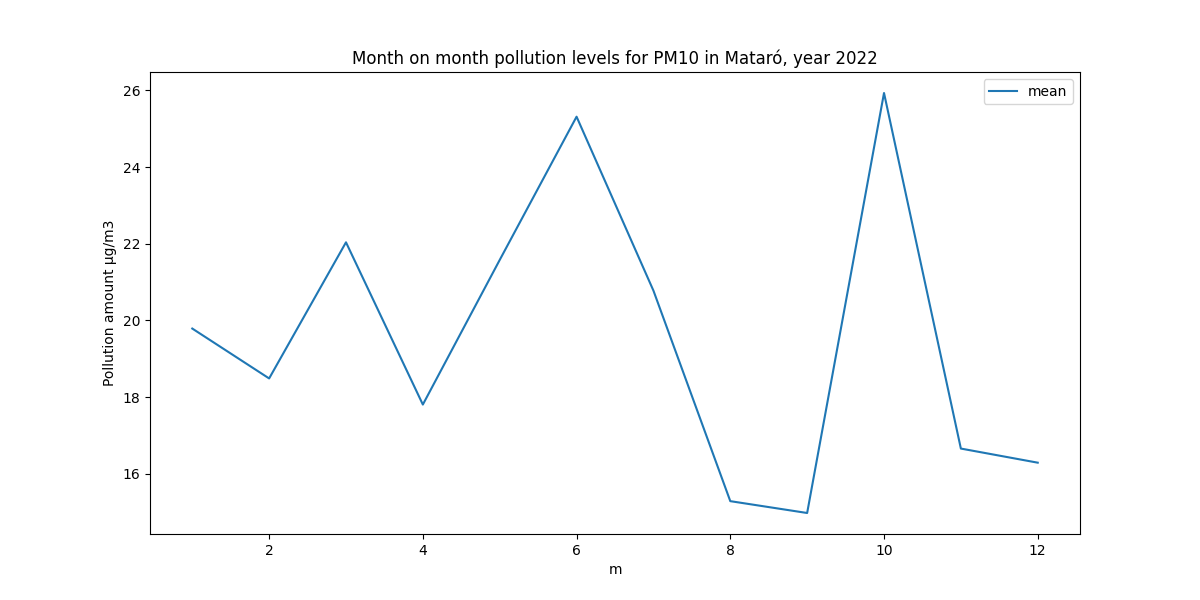 Month on month pollution levels for PM10 in Mataró, year 2022
mean
26
24
22
20
18
16
Pollution amount µg/m3
2 4 6 8 10 12
m